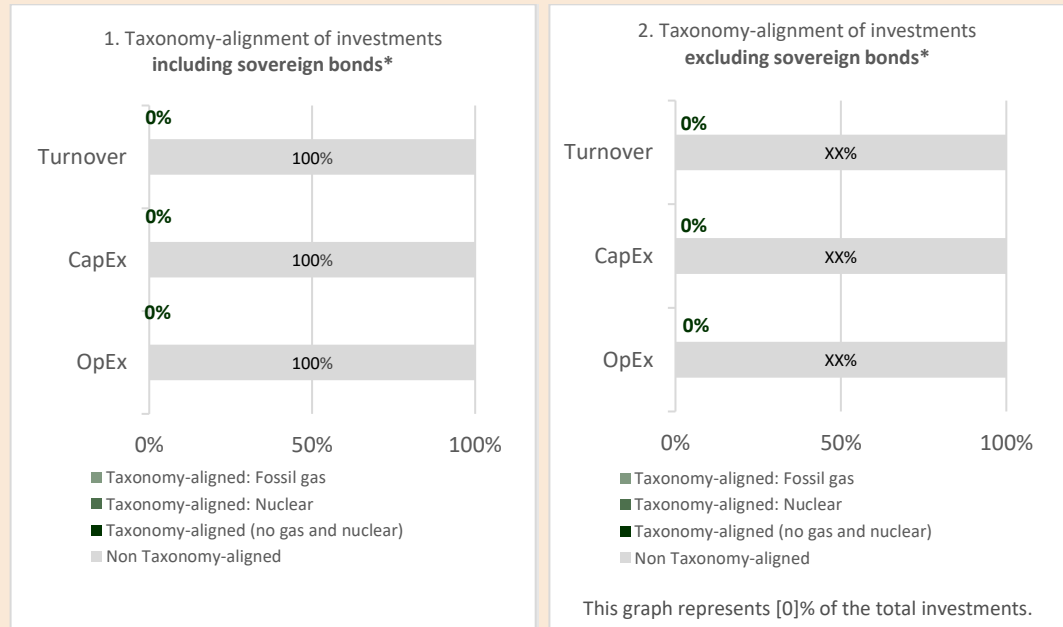 1. Taxonomy-alignment of investments
including sovereign bonds*
0%
Turnover
100%
0%
CapEx
100%
0%
OpEx
100%
0%
50%
100%
Taxonomy-aligned: Fossil gas
Taxonomy-aligned: Nuclear
Taxonomy-aligned (no gas and nuclear)
Non Taxonomy-aligned
2. Taxonomy-alignment of investments
excluding sovereign bonds*
0%
Turnover
XX%
0%
CapEx
XX%
0%
OpEx
XX%
0%
50%
100%
Taxonomy-aligned: Fossil gas
Taxonomy-aligned: Nuclear
Taxonomy-aligned (no gas and nuclear)
Non Taxonomy-aligned
This graph represents [0]% of the total investments.